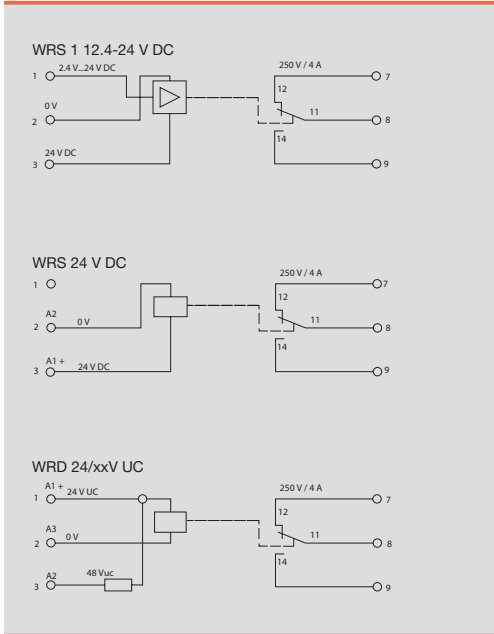 WRS 1 12.4-24 V DC
1 2.4 V...24 V DC 250 V / 4 A 7
12
0 V 11
2 8
14
24 V DC
3 9
WRS 24 V DC
250 V / 4 A
1 7
12
A2 11
2 0 V 8
14
A1 +
3 24 V DC 9
WRD 24/xxV UC
A1 + 250 V / 4 A
1 24 V UC 7
12
A3 11
2 0 V 8
14
A2 48 Vuc
3 9